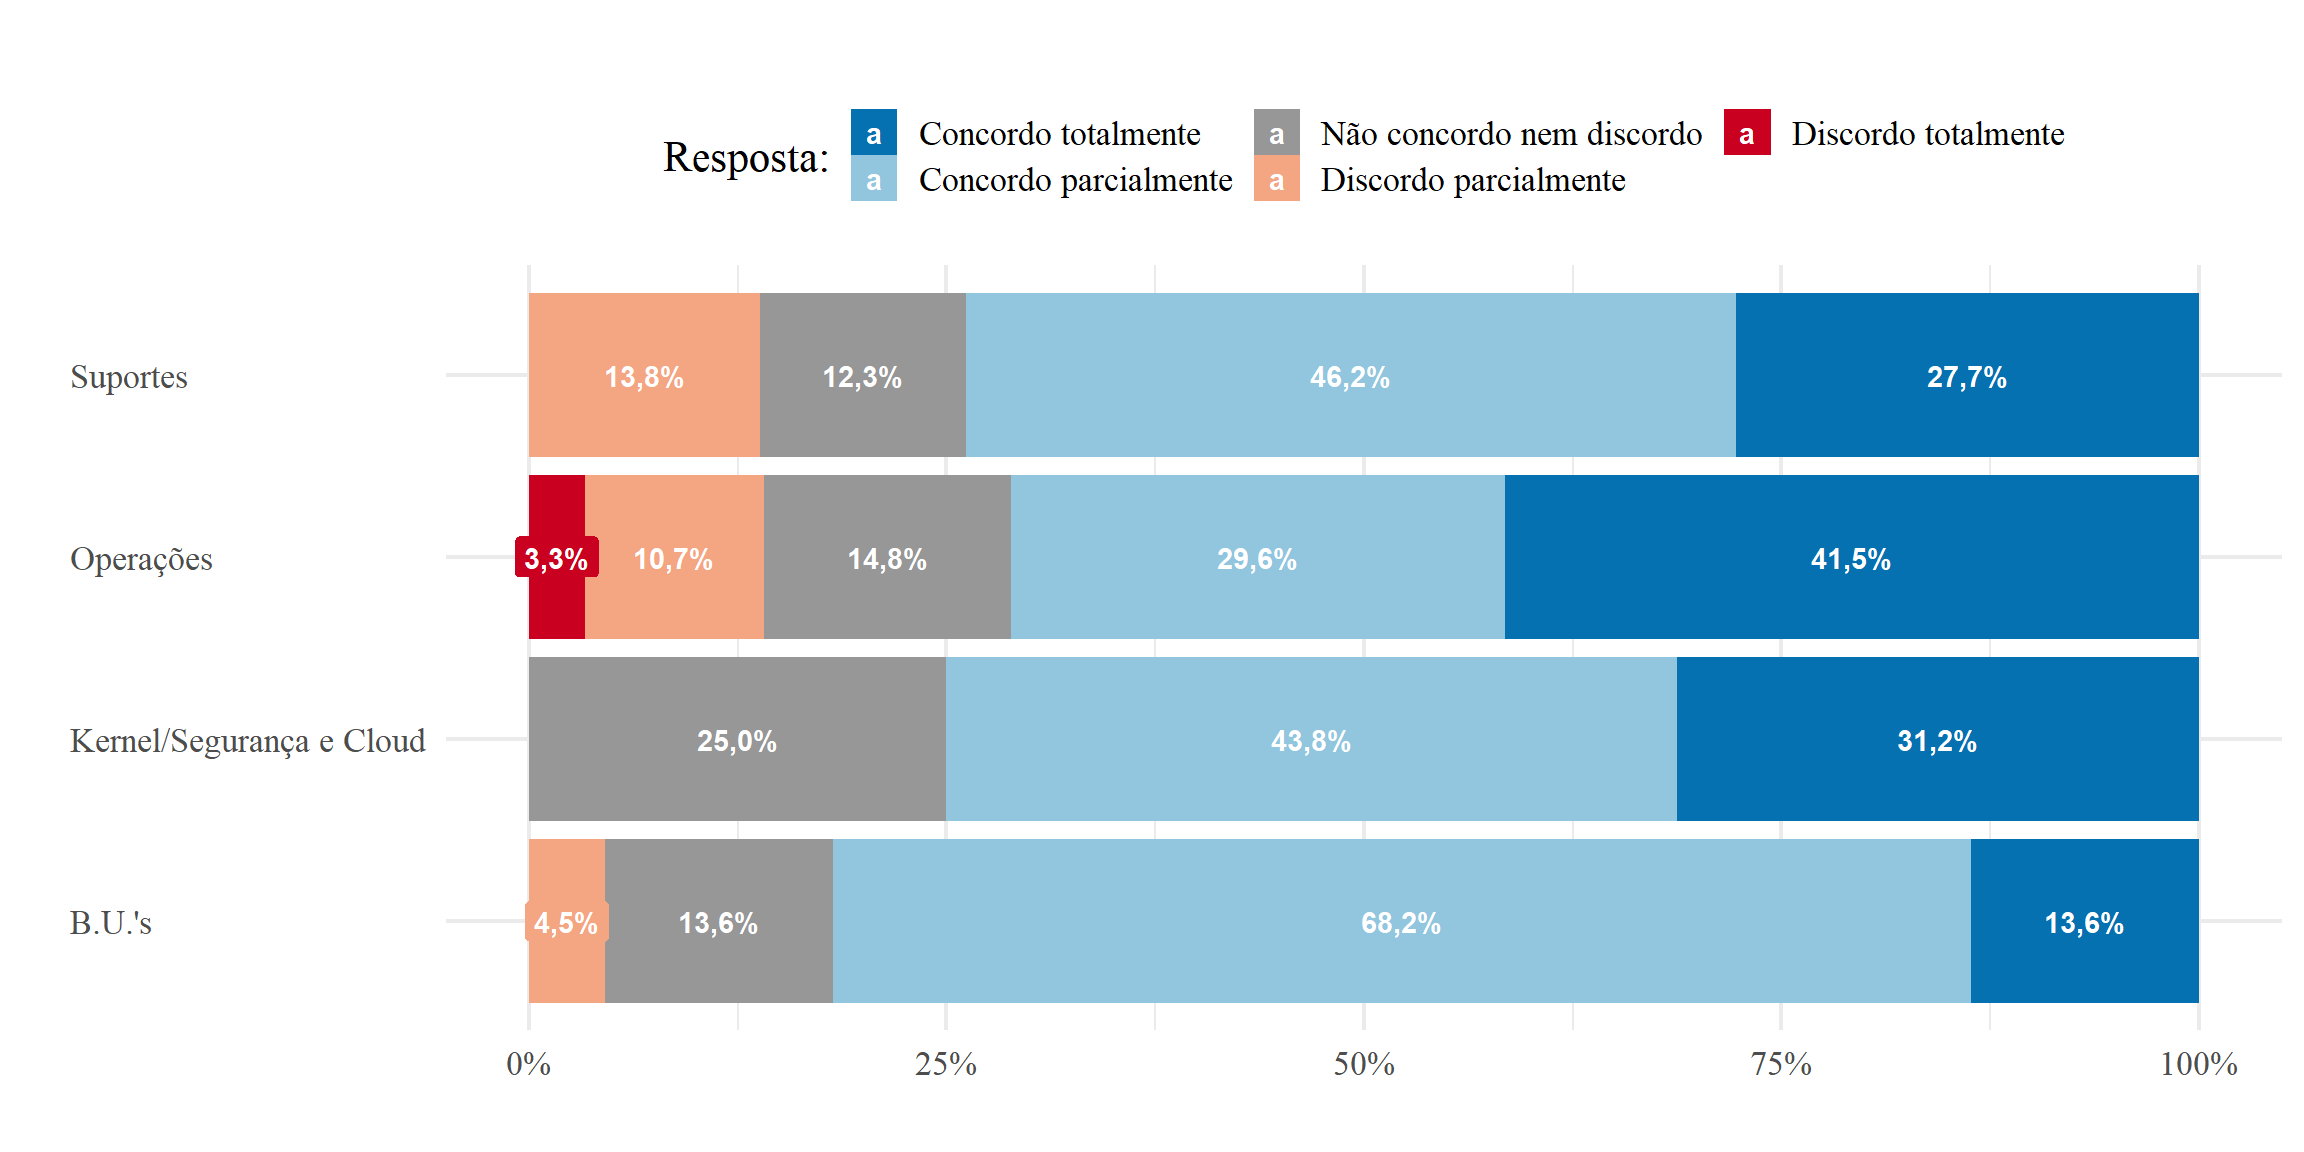 Resposta:
a Concordo totalmente a Não concordo nem discordo a Discordo totalmente
a Concordo parcialmente a Discordo parcialmente
Suportes 13,8% 12,3% 46,2% 27,7%
Operações 3,3% 10,7% 14,8% 29,6% 41,5%
Kernel/Segurança e Cloud 25,0% 43,8% 31,2%
B.U.'s 4,5% 13,6% 68,2% 13,6%
0% 25% 50% 75% 100%